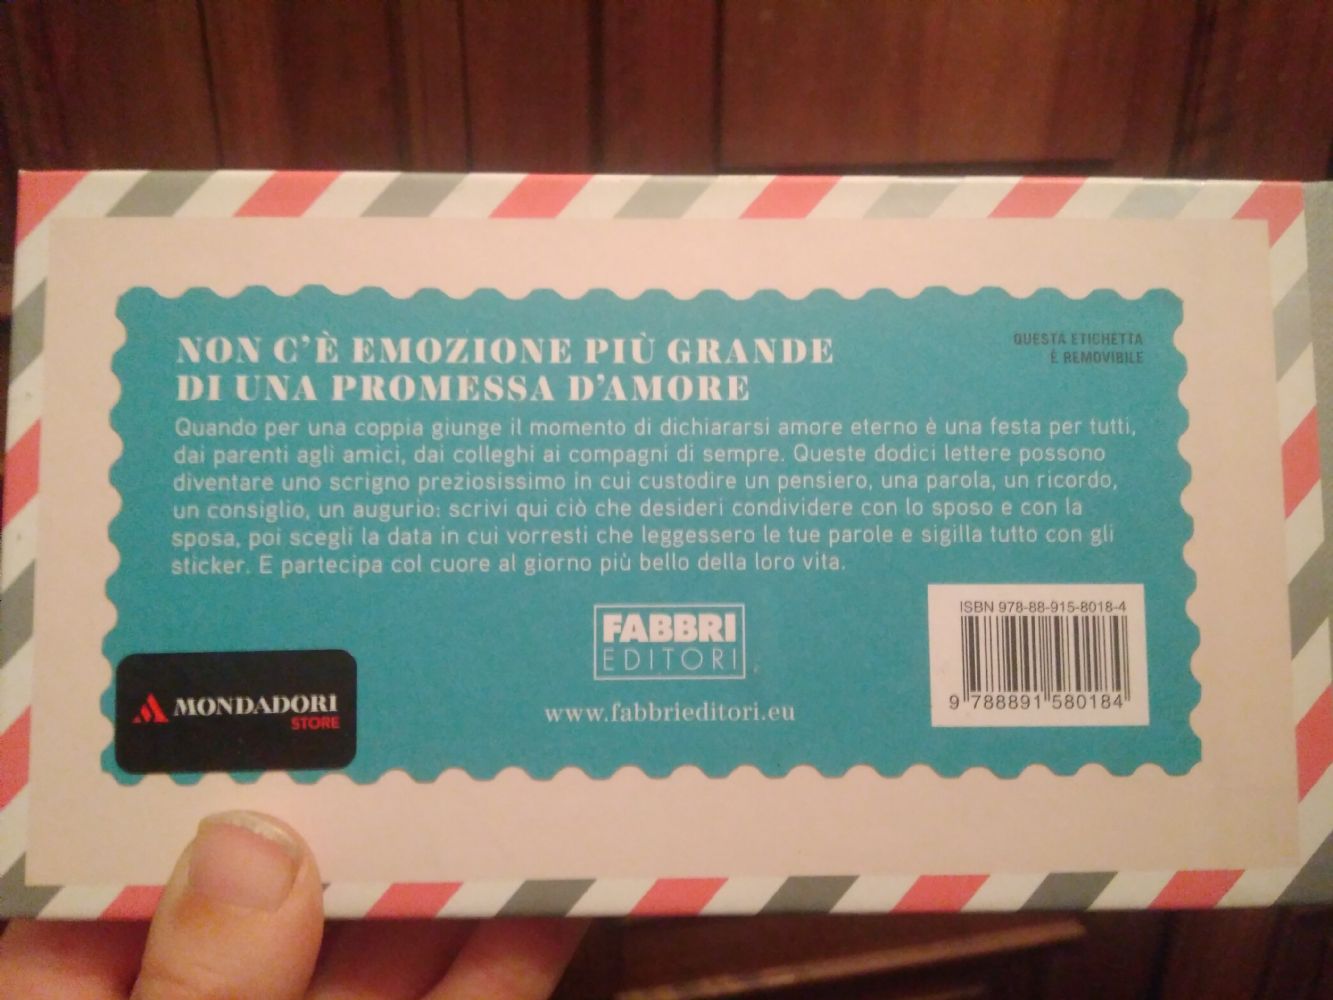 NON C'È EMOZIONE PIÙ GRANDE
DI UNA PROMESSA D'AMORE
QUESTA ETICHETTA
È REMOVIBILE
Quando per una coppia giunge il momento di dichiararsi amore eterno è una festa per tutti,
dai parenti agli amici, dai colleghi ai compagni di sempre. Queste dodici lettere possono
diventare uno scrigno preziosissimo in cui custodire un pensiero, una parola, un ricordo,
un consiglio, un augurio: scrivi qui ciò che desideri condividere con lo sposo e con la
sposa, poi scegli la data in cui vorresti che leggessero le tue parole e sigilla tutto con gli
sticker. E partecipa col cuore al giorno più bello della loro vita.
FABBRI
EDITORI
www.fabbrieditori.eu
ISBN 978-88-915-8018-4
9 788891 580184
MONDADORI
STORE